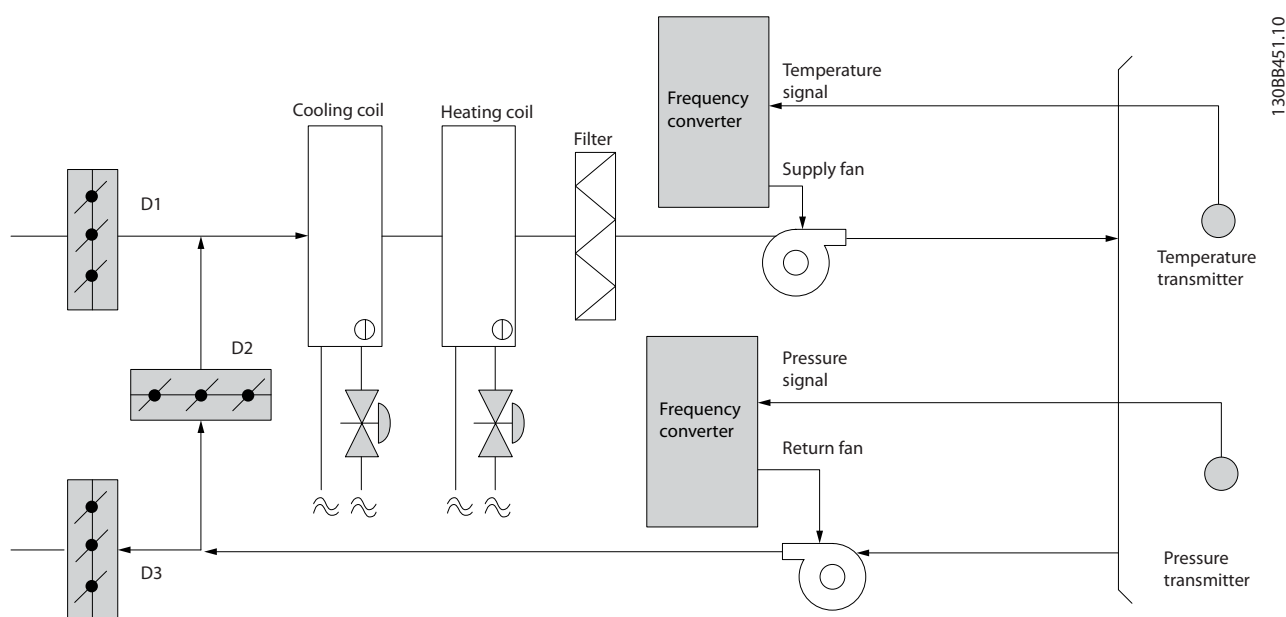 130BB451.10
Temperature
signal
Frequency
converter
Cooling coil
Heating coil
Filter
Supply fan
D1
Temperature
transmitter
D2
Pressure
signal
Frequency
converter
Return fan
D3
Pressure
transmitter